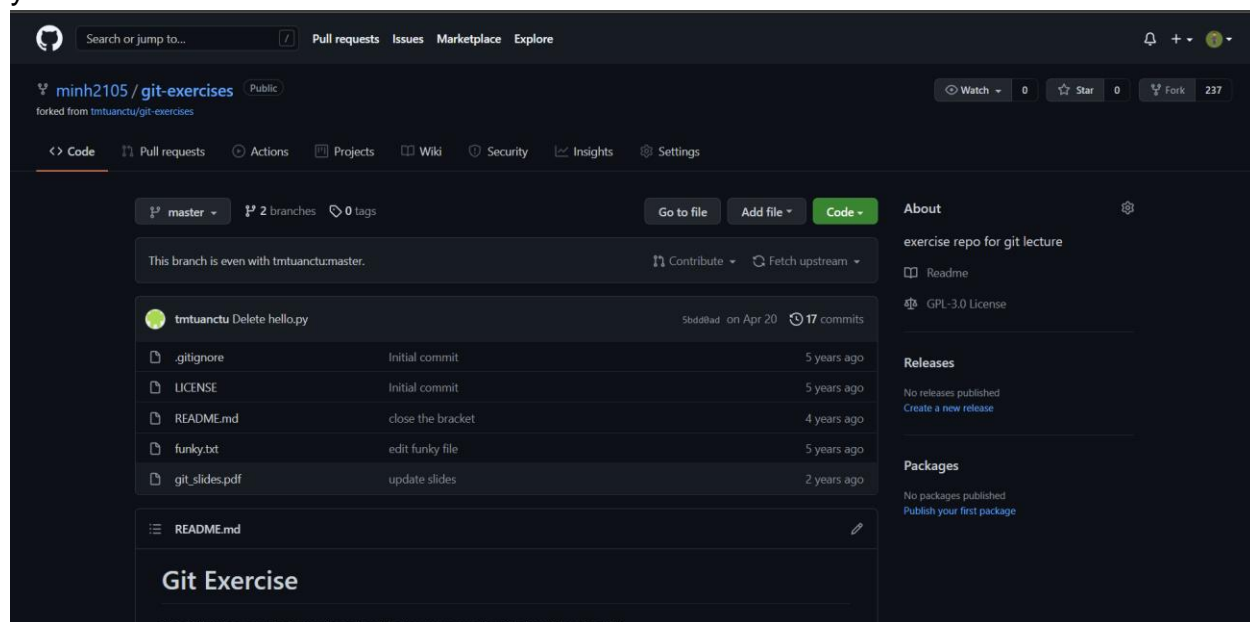 y
Search or jump to... /
Pull requests Issues Marketplace Explore
minh2105 / git-exercises Public
forked from tmtuanctu/git-exercises
Watch 0 Star 0 Fork 237
<> Code Pull requests Actions Projects Wiki Security Insights Settings
master 2 branches 0 tags Go to file Add file Code
This branch is even with tmtuanctu:master. Contribute Fetch upstream
tmtuanctu Delete hello.py 5bdd8ad on Apr 20 17 commits
.gitignore Initial commit 5 years ago
LICENSE Initial commit 5 years ago
README.md close the bracket 4 years ago
funky.txt edit funky file 5 years ago
git_slides.pdf update slides 2 years ago
README.md
Git Exercise
About
exercise repo for git lecture
Readme
GPL-3.0 License
Releases
No releases published
Create a new release
Packages
No packages published
Publish your first package